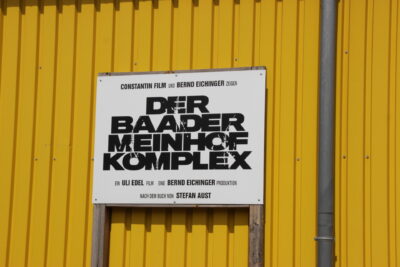 CONSTANTIN FILM UND BERND EICHINGER ZEIGEN
DER
BAADER
MEINHOF
KOMPLEX
EIN ULI EDEL FILM EINE BERND EICHINGER PRODUKTION
NACH DEM BUCH VON STEFAN AUST